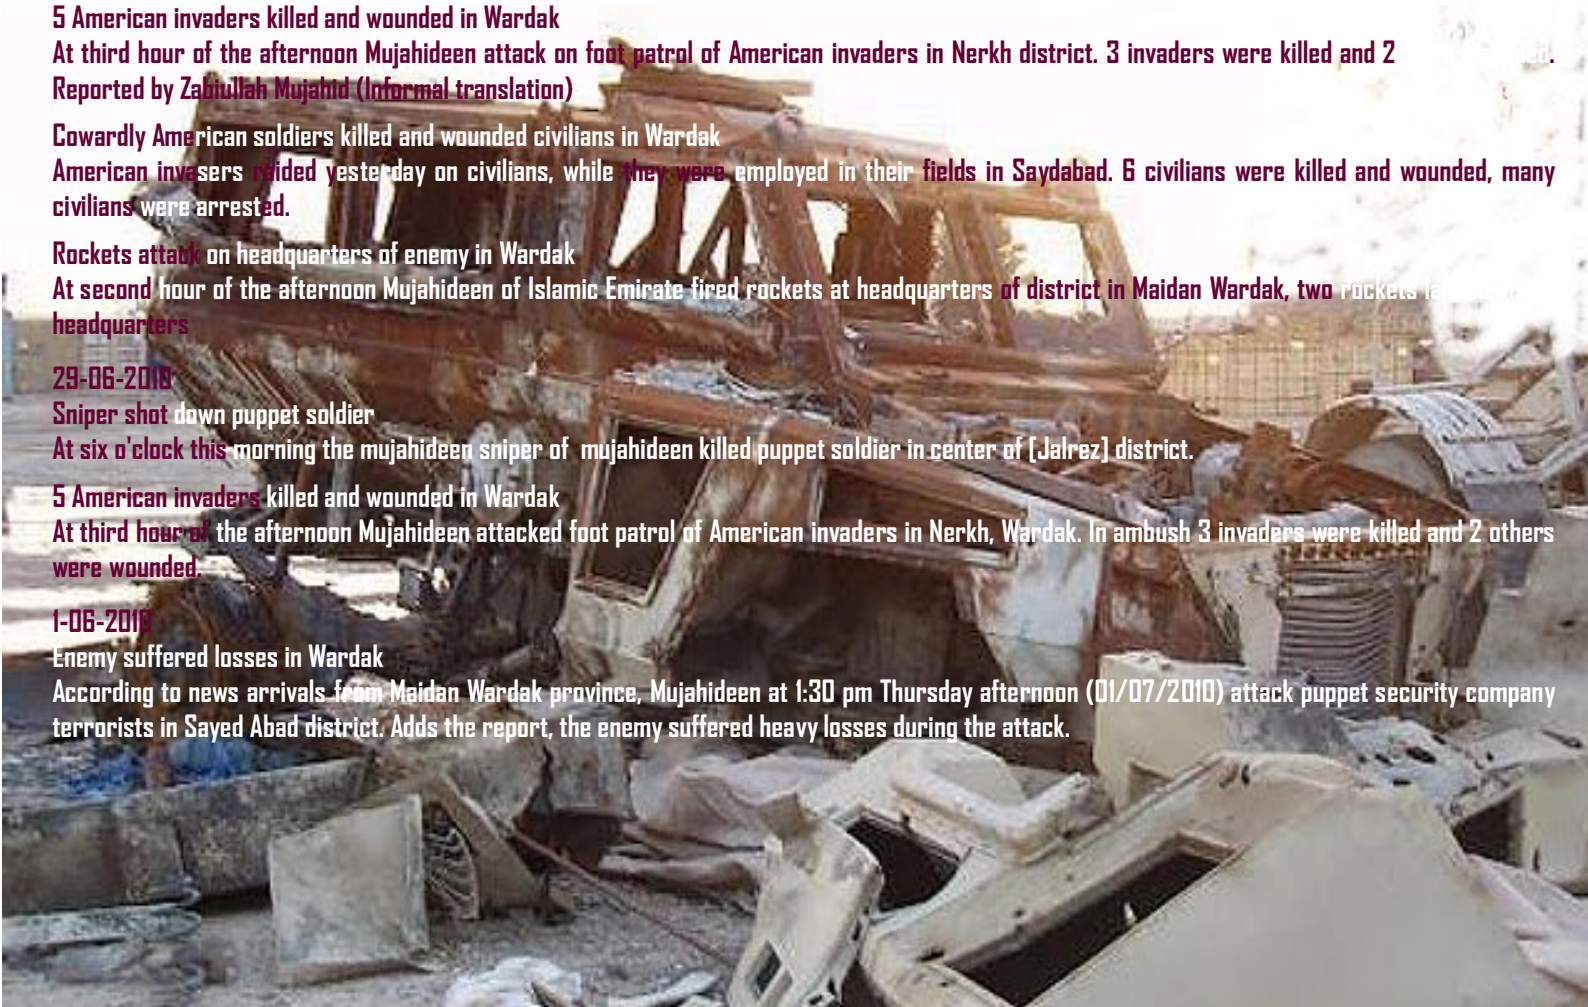 5 American invaders killed and wounded in Wardak
At third hour of the afternoon Mujahideen attack on foot patrol of American invaders in Nerkh district. 3 invaders were killed and 2
Reported by Zabiullah Mujahid (Informal translation)
Cowardly American soldiers killed and wounded civilians in Wardak
American invasers raided yesterday on civilians, while they were employed in their fields in Saydabad. 6 civilians were killed and wounded, many
civilians were arrested.
Rockets attack on headquarters of enemy in Wardak
At second hour of the afternoon Mujahideen of Islamic Emirate fired rockets at headquarters of district in Maidan Wardak, two rockets
headquarters
29-06-2010
Sniper shot down puppet soldier
At six o'clock this morning the mujahideen sniper of mujahideen killed puppet soldier in center of [Jalrez] district.
5 American invaders killed and wounded in Wardak
At third hour of the afternoon Mujahideen attacked foot patrol of American invaders in Nerkh, Wardak. In ambush 3 invaders were killed and 2 others
were wounded.
1-06-2010
Enemy suffered losses in Wardak
According to news arrivals from Maidan Wardak province, Mujahideen at 1:30 pm Thursday afternoon (01/07/2010) attack puppet security company
terrorists in Sayed Abad district. Adds the report, the enemy suffered heavy losses during the attack.